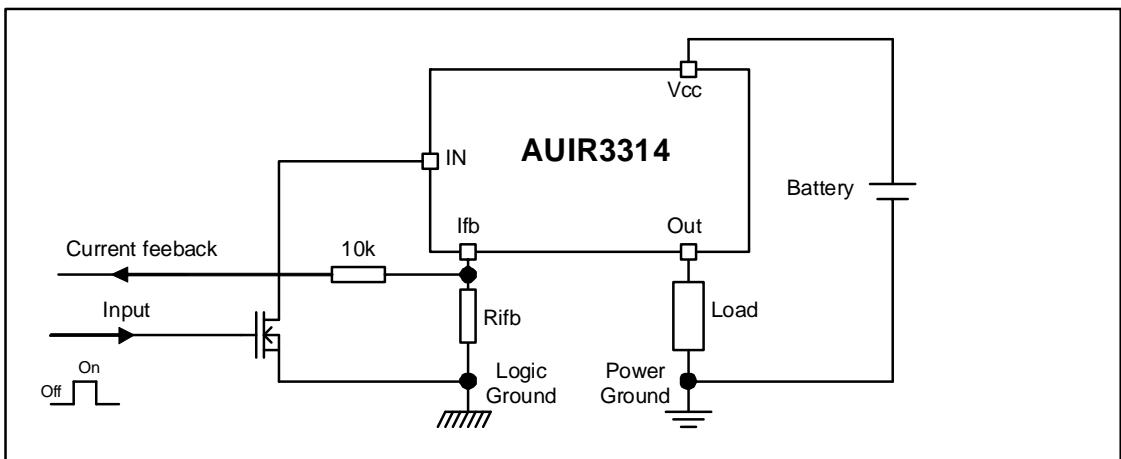 Vcc
IN
AUIR3314
Battery
Ifb
Out
Current feeback
10k
Input
Rifb
Load
On
Off
Logic
Ground
Power
Ground